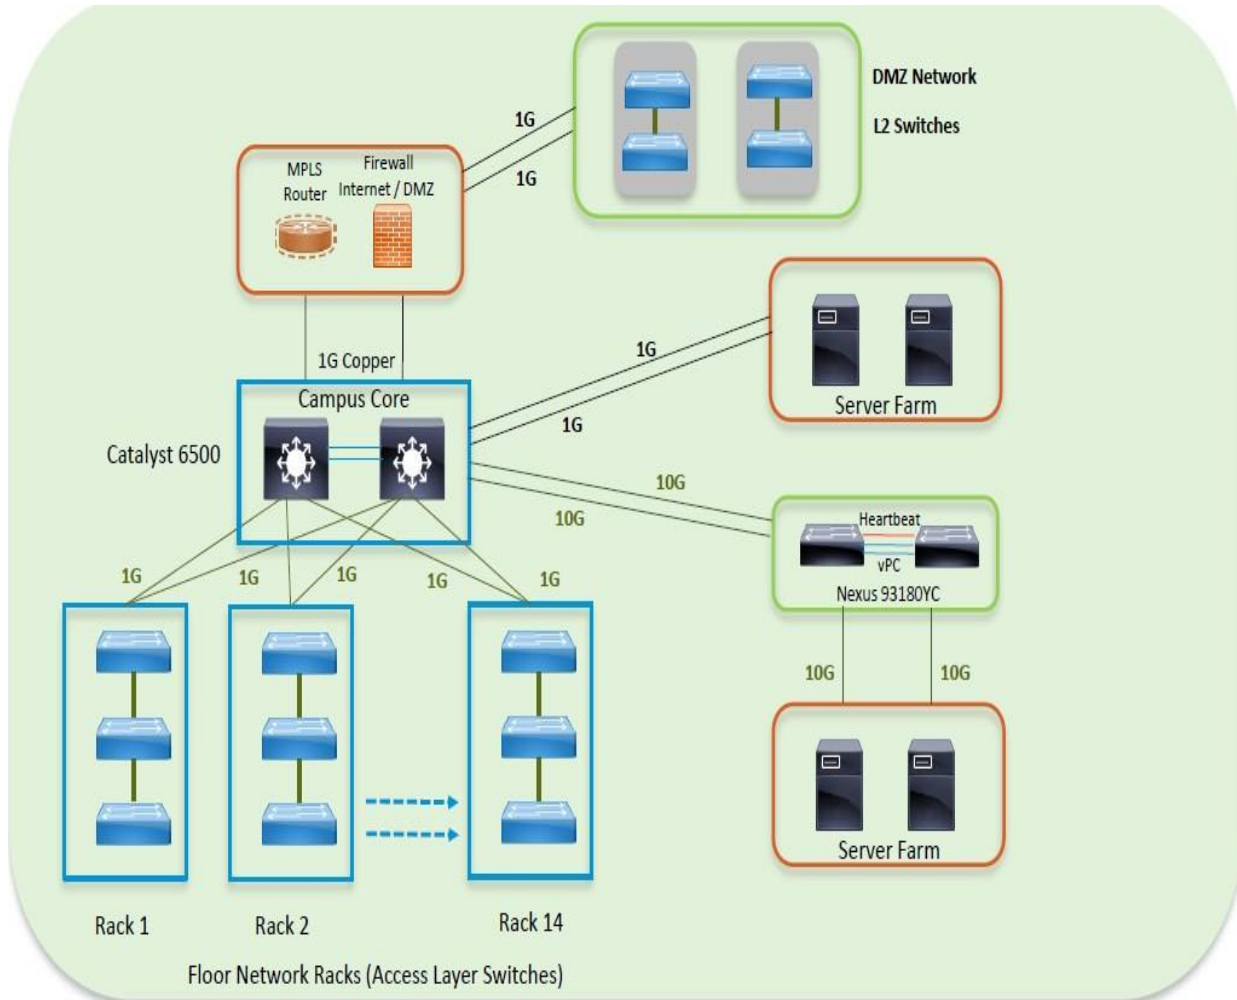 DMZ Network
L2 Switches
1G
1G
MPLS
Router
Firewall
Internet / DMZ
1G Copper
Campus Core
Catalyst 6500
1G
1G
Server Farm
10G
10G
Heartbeat
vPC
Nexus 93180YC
1G
1G
1G
1G
1G
10G
10G
Server Farm
Rack 1
Rack 2
Rack 14
Floor Network Racks (Access Layer Switches)